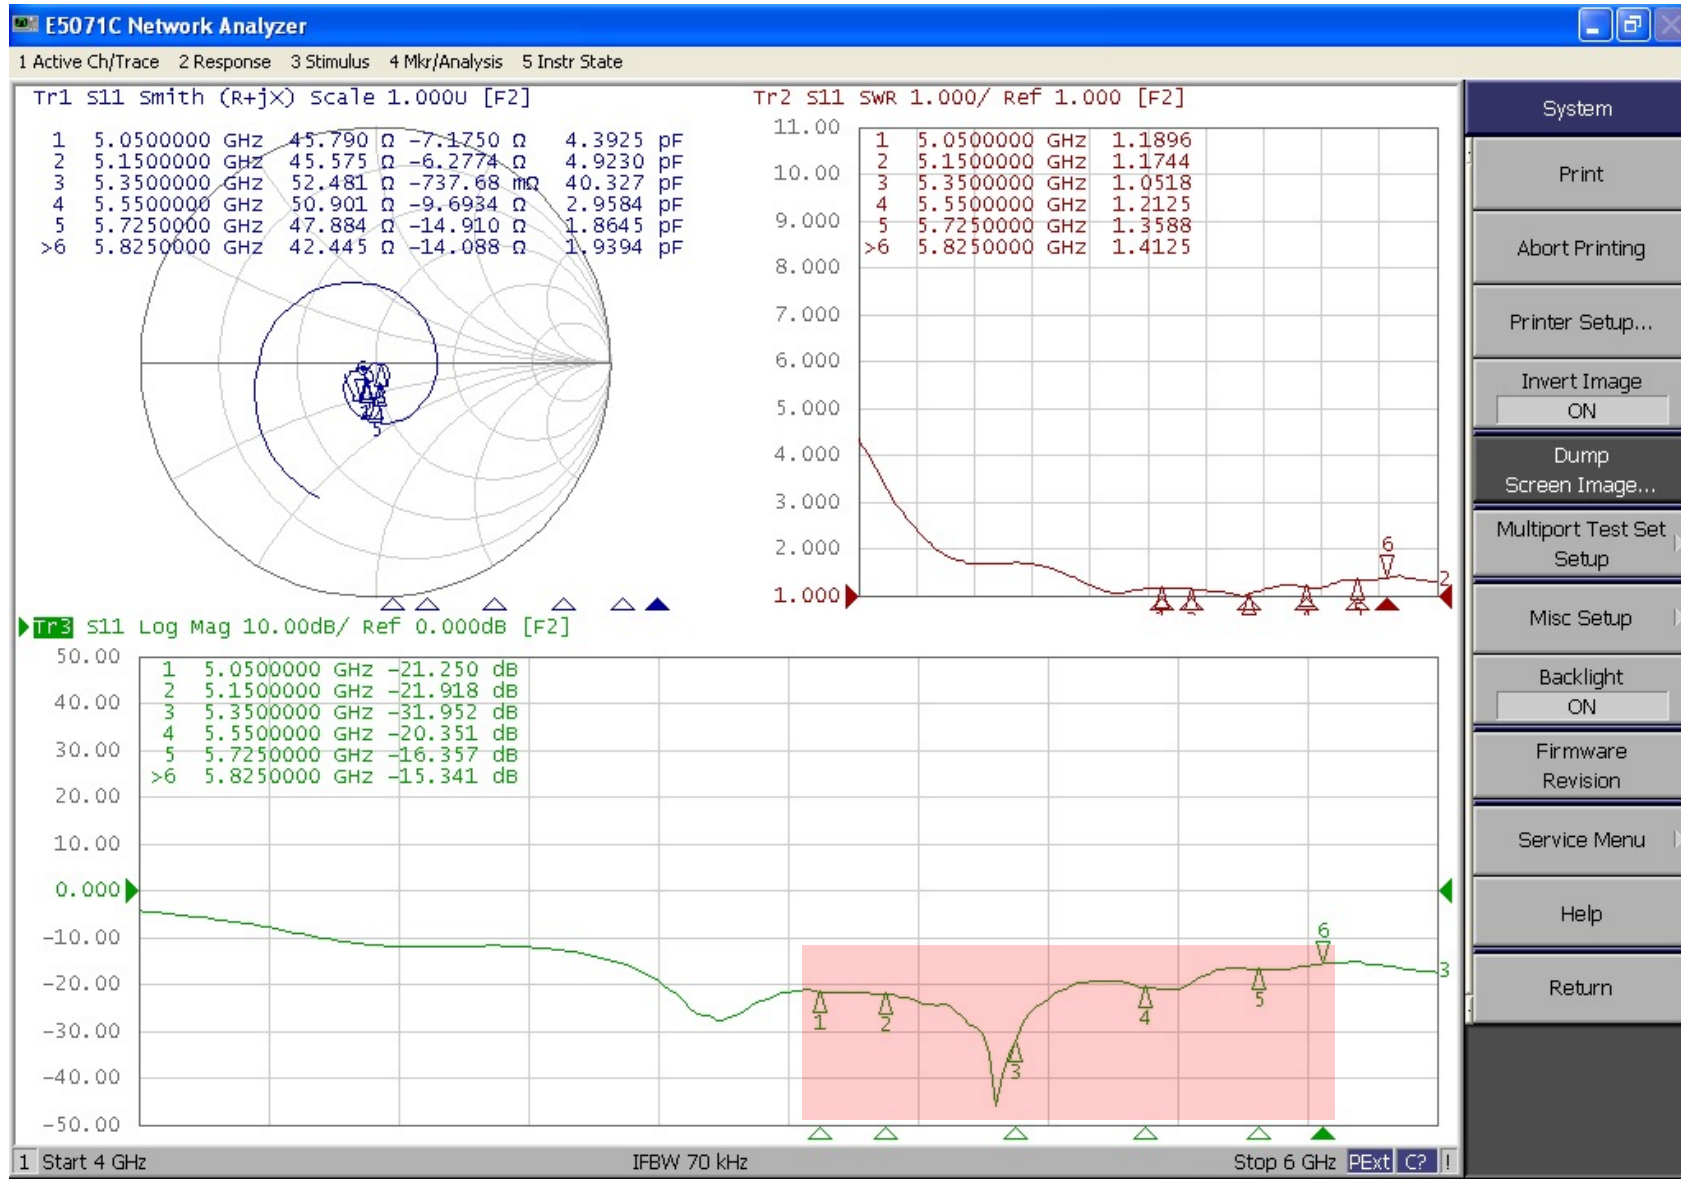 E5071C Network Analyzer
1 Active Ch/Trace 2 Response 3 Stimulus 4 Mkr/Analysis 5 Instr State
Tr1 S11 Smith (R+jX) Scale 1.000U [F2]
1 5.0500000 GHz 45.790 Ω -7.1750 Ω 4.3925 pF
2 5.1500000 GHz 45.575 Ω -6.2774 Ω 4.9230 pF
3 5.3500000 GHz 52.481 Ω -737.68 mΩ 40.327 pF
4 5.5500000 GHz 50.901 Ω -9.6934 Ω 2.9584 pF
5 5.7250000 GHz 47.884 Ω -14.910 Ω 1.8645 pF
>6 5.8250000 GHz 42.445 Ω -14.088 Ω 1.9394 pF
5
Tr2 S11 SWR 1.000/ Ref 1.000 [F2]
11.00
10.00
9.000
8.000
7.000
6.000
5.000
4.000
3.000
2.000
1.000
1 5.0500000 GHz 1.1896
2 5.1500000 GHz 1.1744
3 5.3500000 GHz 1.0518
4 5.5500000 GHz 1.2125
5 5.7250000 GHz 1.3588
>6 5.8250000 GHz 1.4125
6
2
Tr3 S11 Log Mag 10.00dB/ Ref 0.000dB [F2]
50.00
40.00
30.00
20.00
10.00
0.000
-10.00
-20.00
-30.00
-40.00
-50.00
1 5.0500000 GHz -21.250 dB
2 5.1500000 GHz -21.918 dB
3 5.3500000 GHz -31.952 dB
4 5.5500000 GHz -20.351 dB
5 5.7250000 GHz -16.357 dB
>6 5.8250000 GHz -15.341 dB
1
2
3
4
5
6
3
1 Start 4 GHz IFBW 70 kHz Stop 6 GHz PExt C? !
System
Print
Abort Printing
Printer Setup...
Invert Image
ON
Dump
Screen Image...
Multiport Test Set
Setup
Misc Setup
Backlight
ON
Firmware
Revision
Service Menu
Help
Return